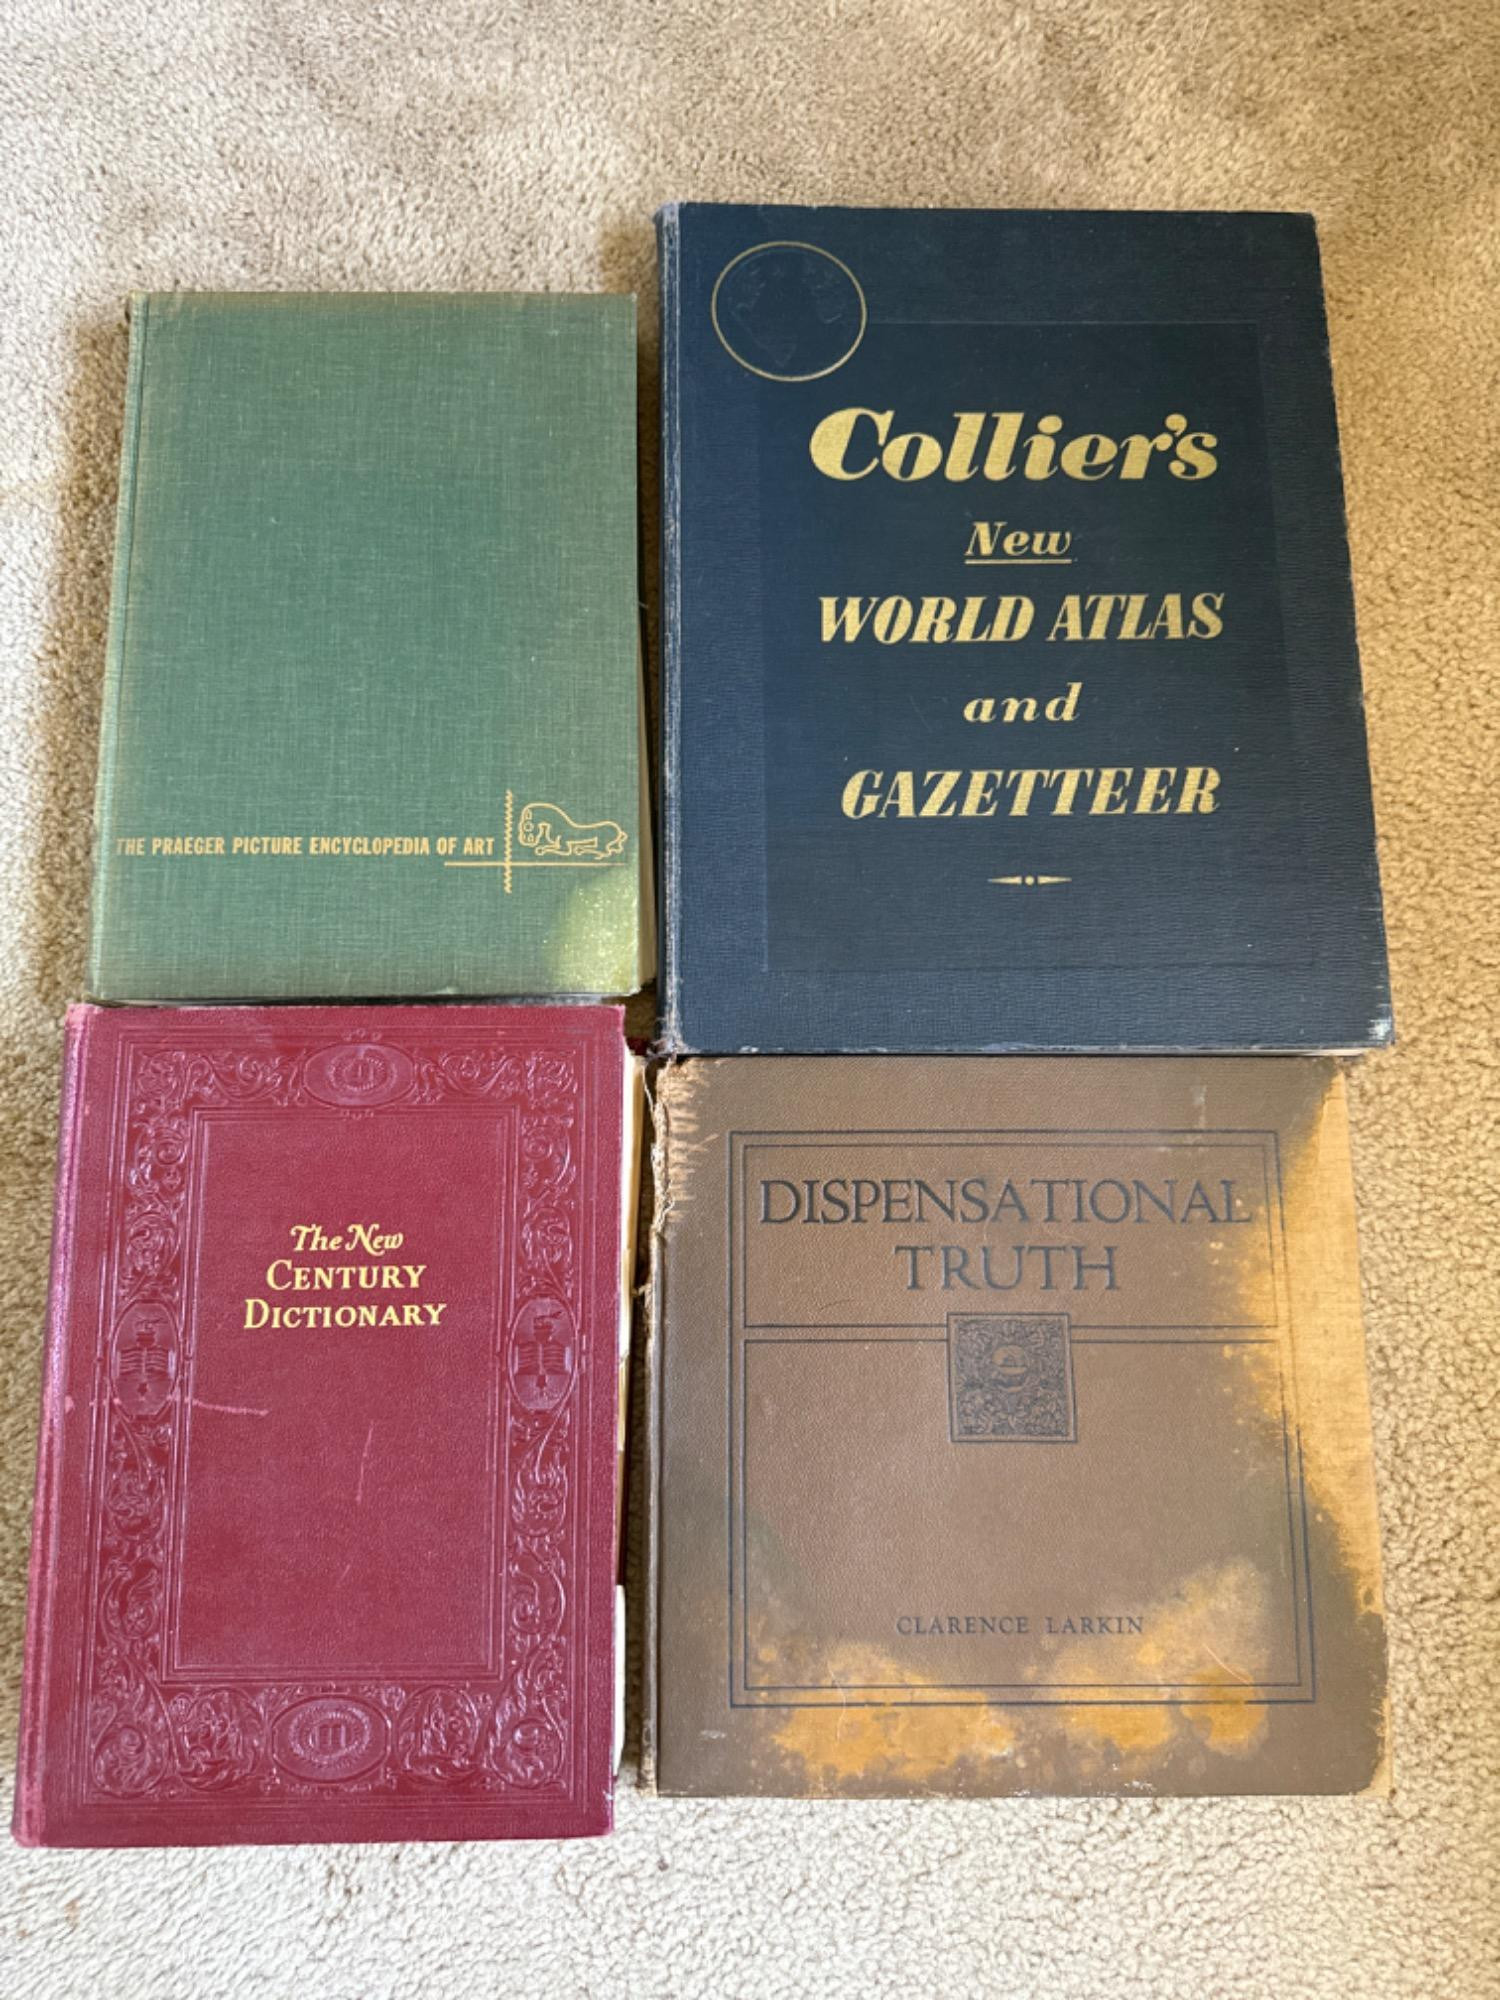 THE PRAEGER PICTURE ENCYCLOPEDIA OF ART
Collier's
New
WORLD ATLAS
and
GAZETTEER
The New
CENTURY
DICTIONARY
DISPENSATIONAL
TRUTH
CLARENCE LARKIN